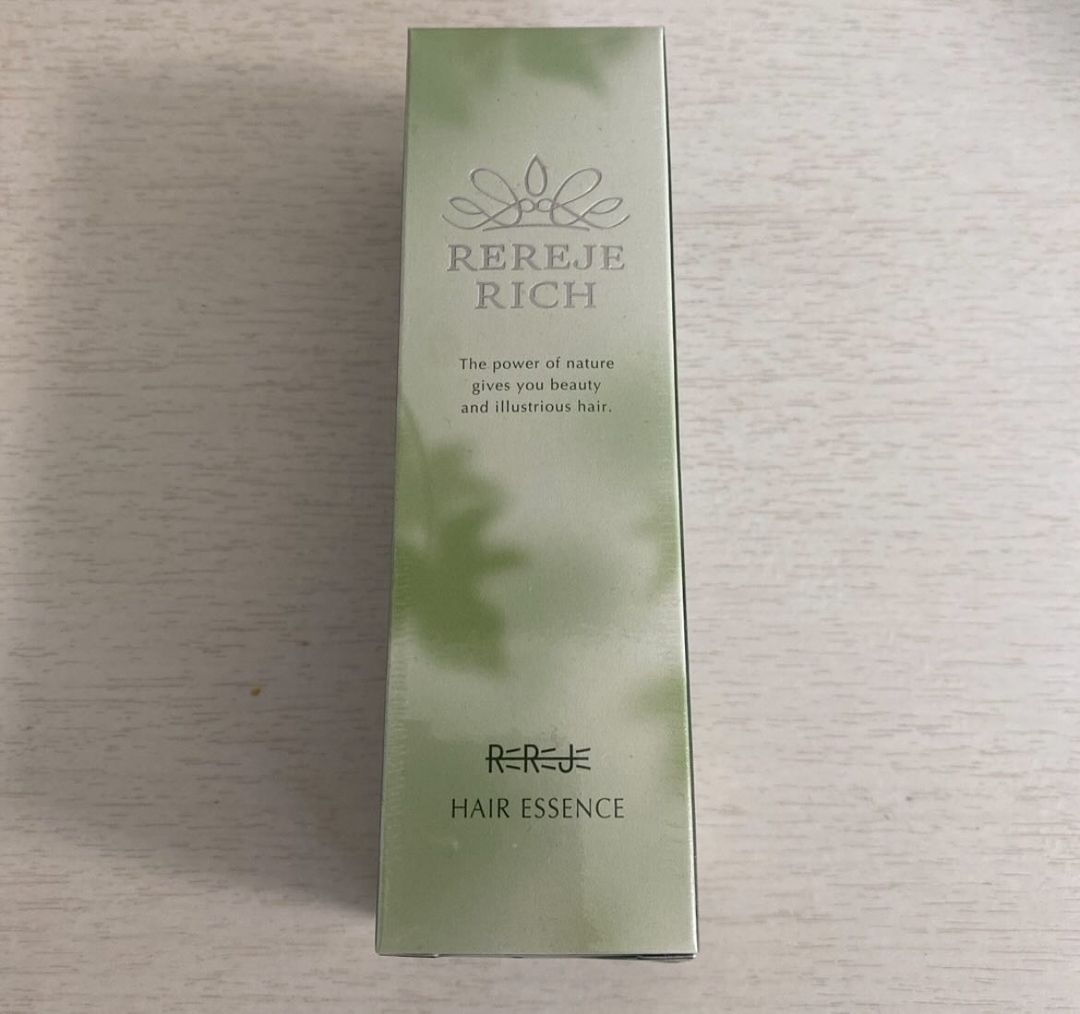 REREJE
RICH
The power of nature
gives you beauty
and illustrious hair.
REREJE
HAIR ESSENCE